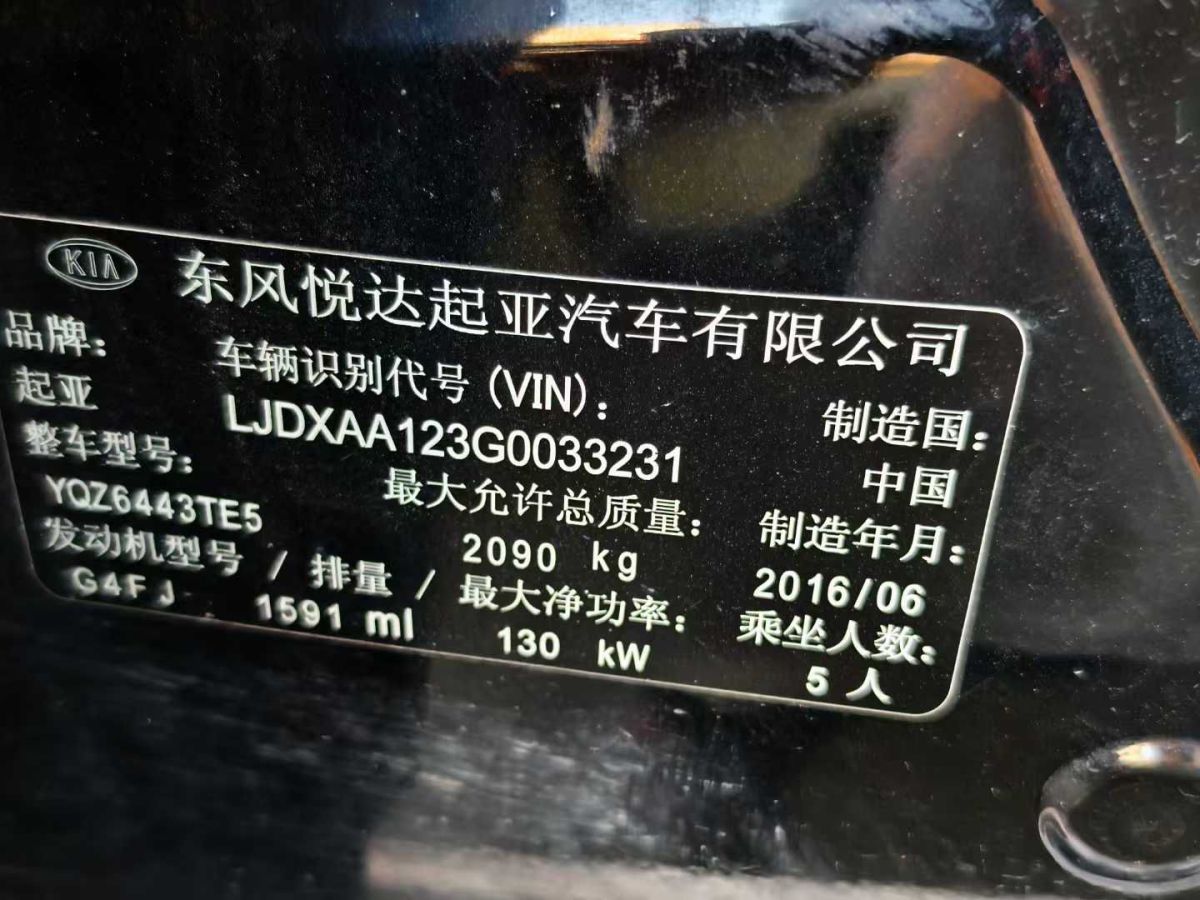 KIA 东风悦达起亚汽车有限公司
品牌: 车辆识别代号 (VIN): 制造国:
起亚 LJDXAA123G0033231 中国
整车型号: 最大允许总质量: 制造年月:
YQZ6443TE5 2090 kg 2016/06
发动机型号 / 排量 / 最大净功率: 乘坐人数:
G4FJ 1591 ml 130 kW 5 人